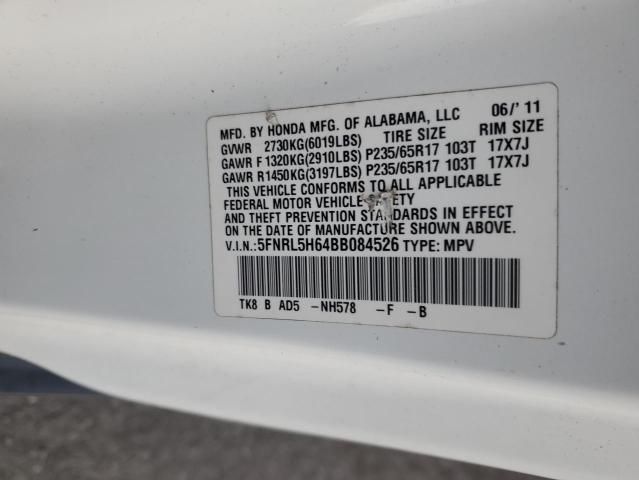 MFD. BY HONDA MFG. OF ALABAMA, LLC 06/'11
GVWR 2730KG(6019LBS) TIRE SIZE RIM SIZE
GAWR F 1320KG(2910LBS) P235/65R17 103T 17X7J
GAWR R1450KG(3197LBS) P235/65R17 103T 17X7J
THIS VEHICLE CONFORMS TO ALL APPLICABLE
FEDERAL MOTOR VEHICLE SAFETY
AND THEFT PREVENTION STANDARDS IN EFFECT
ON THE DATE OF MANUFACTURE SHOWN ABOVE.
V.I.N.:5FNRL5H64BB084526 TYPE: MPV
TK8 B AD5 -NH578 -F -B